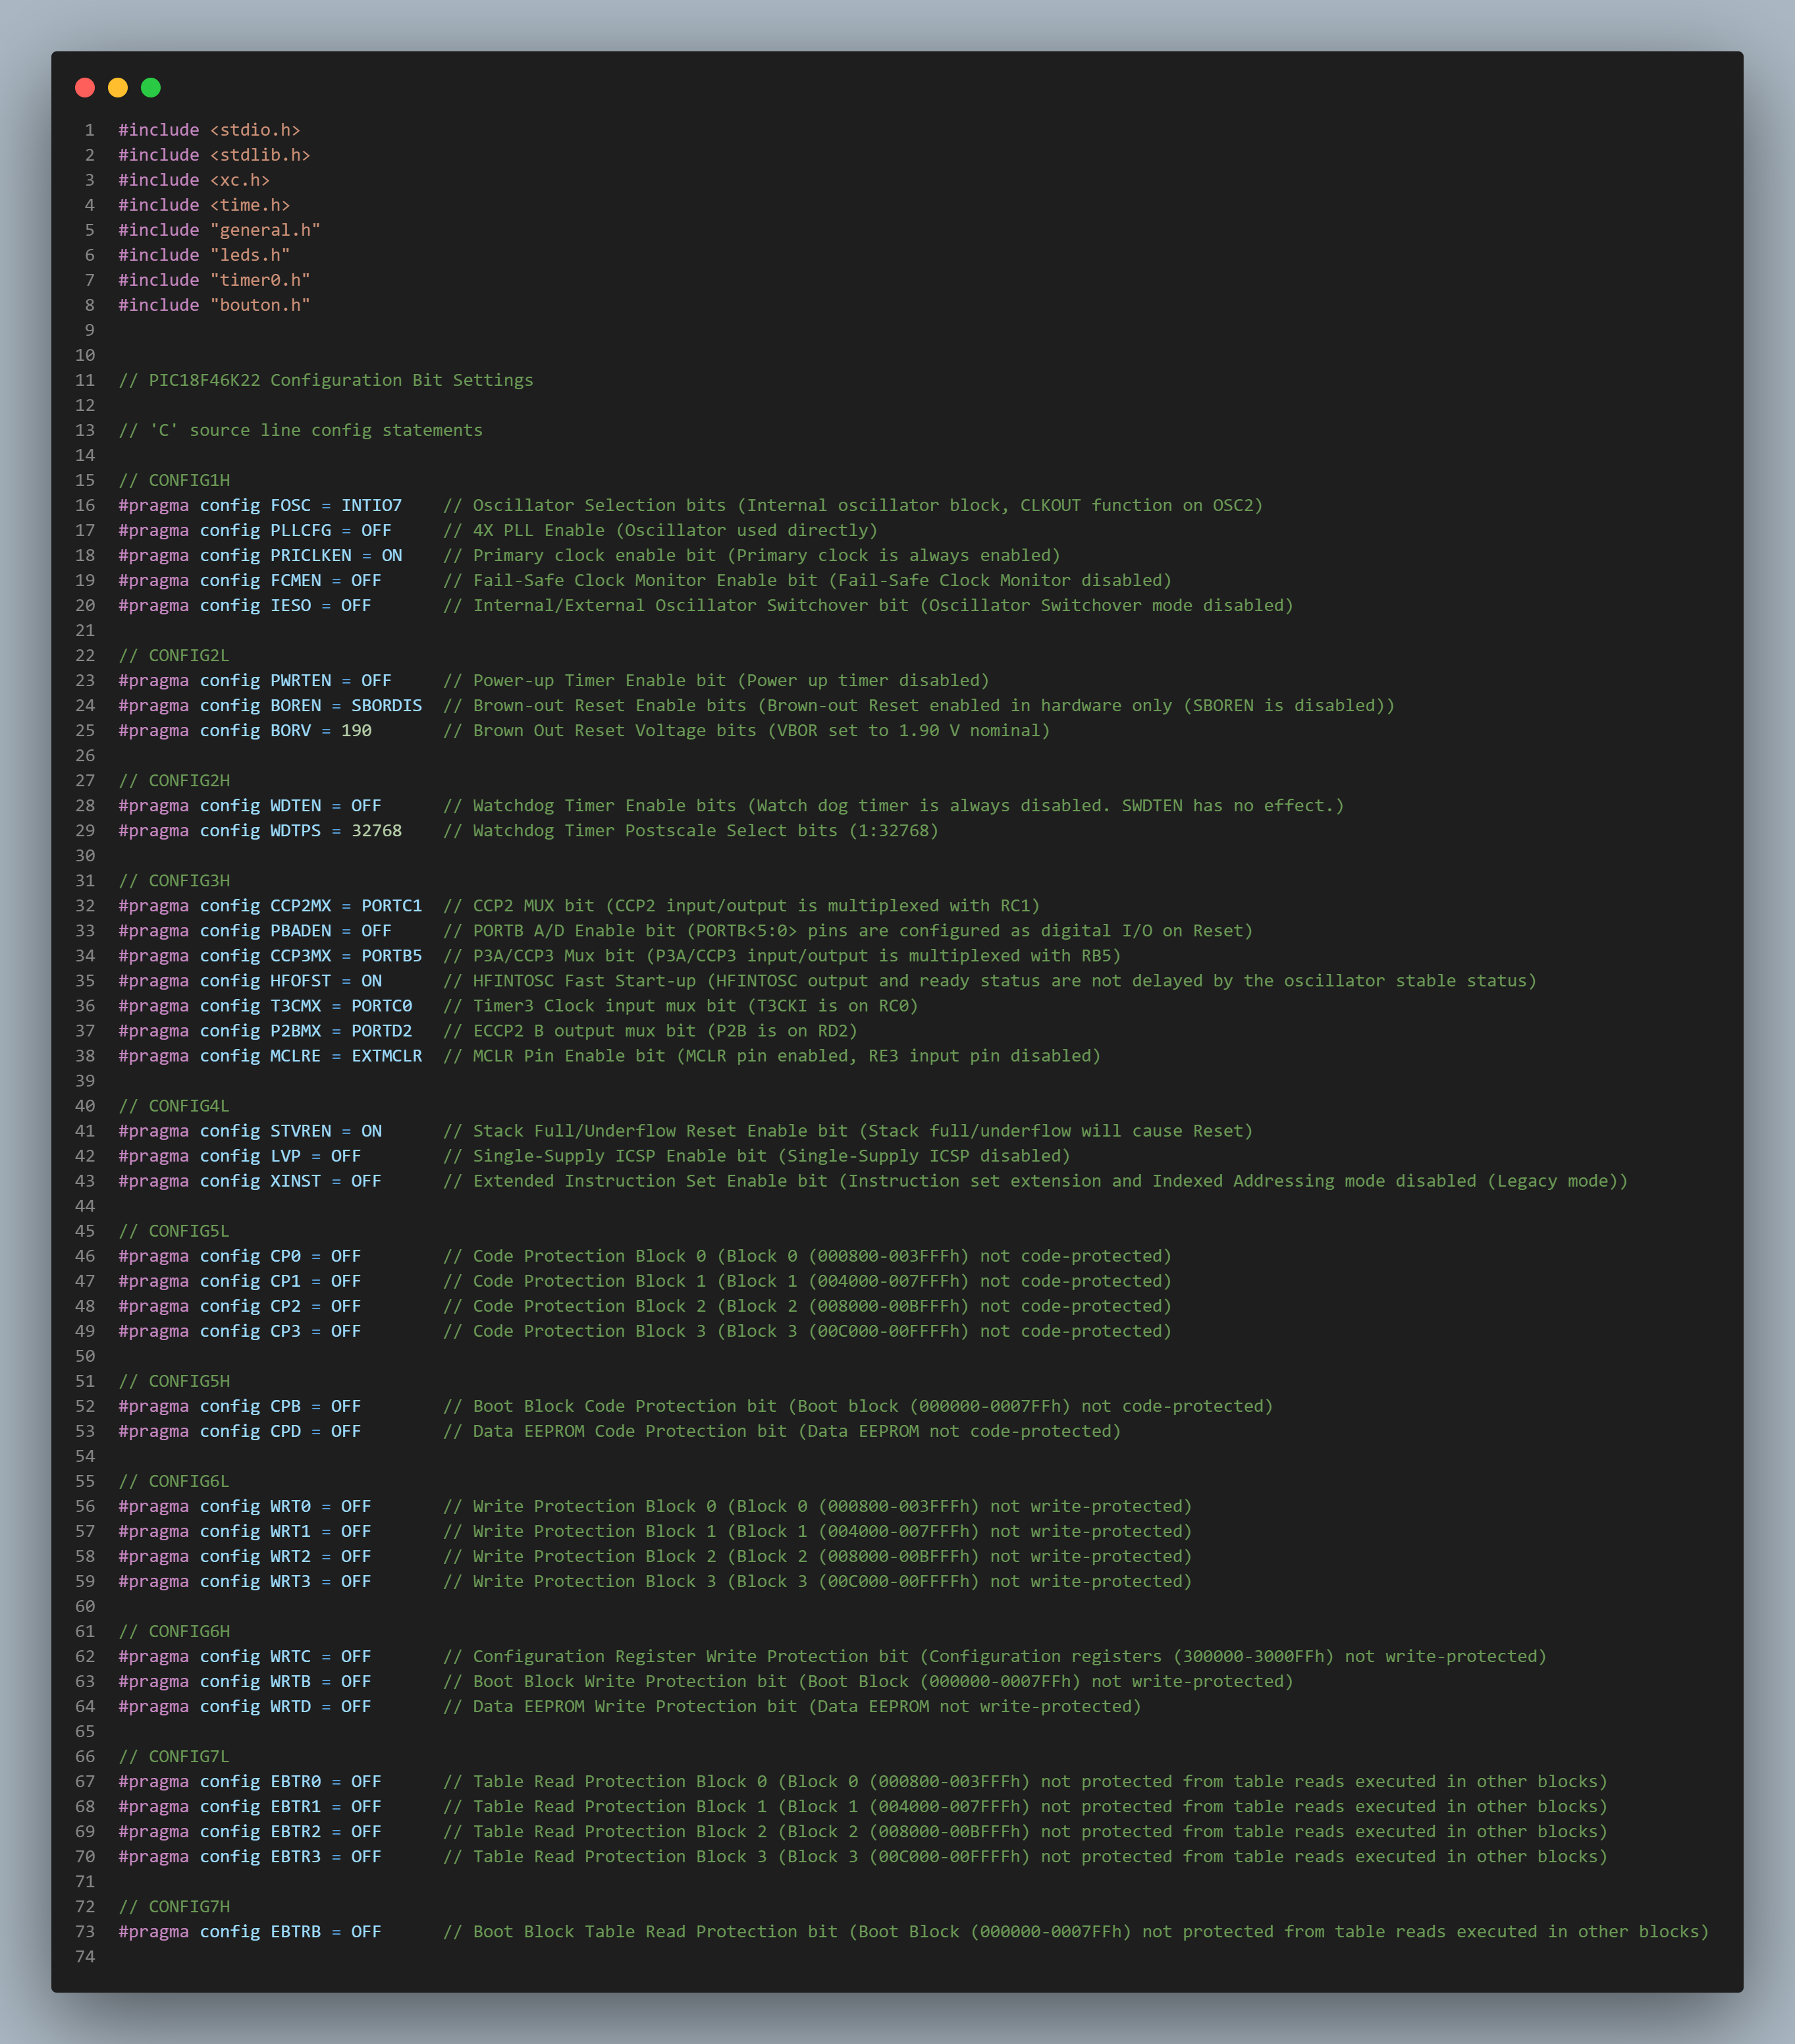 1 #include <stdio.h>
2 #include <stdlib.h>
3 #include <xc.h>
4 #include <time.h>
5 #include "general.h"
6 #include "leds.h"
7 #include "timer0.h"
8 #include "bouton.h"
9
10
11 // PIC18F46K22 Configuration Bit Settings
12
13 // 'C' source line config statements
14
15 // CONFIG1H
16 #pragma config FOSC = INTIO7    // Oscillator Selection bits (Internal oscillator block, CLKOUT function on OSC2)
17 #pragma config PLLCFG = OFF     // 4X PLL Enable (Oscillator used directly)
18 #pragma config PRICLKEN = ON    // Primary clock enable bit (Primary clock is always enabled)
19 #pragma config FCMEN = OFF      // Fail-Safe Clock Monitor Enable bit (Fail-Safe Clock Monitor disabled)
20 #pragma config IESO = OFF       // Internal/External Oscillator Switchover bit (Oscillator Switchover mode disabled)
21
22 // CONFIG2L
23 #pragma config PWRTEN = OFF     // Power-up Timer Enable bit (Power up timer disabled)
24 #pragma config BOREN = SBORDIS  // Brown-out Reset Enable bits (Brown-out Reset enabled in hardware only (SBOREN is disabled))
25 #pragma config BORV = 190       // Brown Out Reset Voltage bits (VBOR set to 1.90 V nominal)
26
27 // CONFIG2H
28 #pragma config WDTEN = OFF      // Watchdog Timer Enable bits (Watch dog timer is always disabled. SWDTEN has no effect.)
29 #pragma config WDTPS = 32768    // Watchdog Timer Postscale Select bits (1:32768)
30
31 // CONFIG3H
32 #pragma config CCP2MX = PORTC1  // CCP2 MUX bit (CCP2 input/output is multiplexed with RC1)
33 #pragma config PBADEN = OFF     // PORTB A/D Enable bit (PORTB<5:0> pins are configured as digital I/O on Reset)
34 #pragma config CCP3MX = PORTB5  // P3A/CCP3 Mux bit (P3A/CCP3 input/output is multiplexed with RB5)
35 #pragma config HFOFST = ON      // HFINTOSC Fast Start-up (HFINTOSC output and ready status are not delayed by the oscillator stable status)
36 #pragma config T3CMX = PORTC0   // Timer3 Clock input mux bit (T3CKI is on RC0)
37 #pragma config P2BMX = PORTD2   // ECCP2 B output mux bit (P2B is on RD2)
38 #pragma config MCLRE = EXTMCLR  // MCLR Pin Enable bit (MCLR pin enabled, RE3 input pin disabled)
39
40 // CONFIG4L
41 #pragma config STVREN = ON      // Stack Full/Underflow Reset Enable bit (Stack full/underflow will cause Reset)
42 #pragma config LVP = OFF        // Single-Supply ICSP Enable bit (Single-Supply ICSP disabled)
43 #pragma config XINST = OFF      // Extended Instruction Set Enable bit (Instruction set extension and Indexed Addressing mode disabled (Legacy mode))
44
45 // CONFIG5L
46 #pragma config CP0 = OFF        // Code Protection Block 0 (Block 0 (000800-003FFFh) not code-protected)
47 #pragma config CP1 = OFF        // Code Protection Block 1 (Block 1 (004000-007FFFh) not code-protected)
48 #pragma config CP2 = OFF        // Code Protection Block 2 (Block 2 (008000-00BFFFh) not code-protected)
49 #pragma config CP3 = OFF        // Code Protection Block 3 (Block 3 (00C000-00FFFFh) not code-protected)
50
51 // CONFIG5H
52 #pragma config CPB = OFF        // Boot Block Code Protection bit (Boot block (000000-0007FFh) not code-protected)
53 #pragma config CPD = OFF        // Data EEPROM Code Protection bit (Data EEPROM not code-protected)
54
55 // CONFIG6L
56 #pragma config WRT0 = OFF       // Write Protection Block 0 (Block 0 (000800-003FFFh) not write-protected)
57 #pragma config WRT1 = OFF       // Write Protection Block 1 (Block 1 (004000-007FFFh) not write-protected)
58 #pragma config WRT2 = OFF       // Write Protection Block 2 (Block 2 (008000-00BFFFh) not write-protected)
59 #pragma config WRT3 = OFF       // Write Protection Block 3 (Block 3 (00C000-00FFFFh) not write-protected)
60
61 // CONFIG6H
62 #pragma config WRTC = OFF       // Configuration Register Write Protection bit (Configuration registers (300000-3000FFh) not write-protected)
63 #pragma config WRTB = OFF       // Boot Block Write Protection bit (Boot Block (000000-0007FFh) not write-protected)
64 #pragma config WRTD = OFF       // Data EEPROM Write Protection bit (Data EEPROM not write-protected)
65
66 // CONFIG7L
67 #pragma config EBTR0 = OFF      // Table Read Protection Block 0 (Block 0 (000800-003FFFh) not protected from table reads executed in other blocks)
68 #pragma config EBTR1 = OFF      // Table Read Protection Block 1 (Block 1 (004000-007FFFh) not protected from table reads executed in other blocks)
69 #pragma config EBTR2 = OFF      // Table Read Protection Block 2 (Block 2 (008000-00BFFFh) not protected from table reads executed in other blocks)
70 #pragma config EBTR3 = OFF      // Table Read Protection Block 3 (Block 3 (00C000-00FFFFh) not protected from table reads executed in other blocks)
71
72 // CONFIG7H
73 #pragma config EBTRB = OFF      // Boot Block Table Read Protection bit (Boot Block (000000-0007FFh) not protected from table reads executed in other blocks)
74